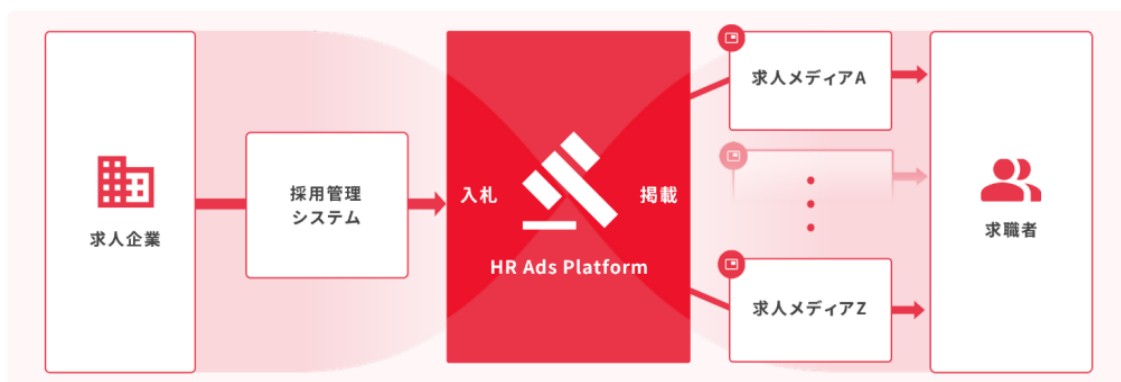 求人企業
採用管理
システム
入札
掲載
HR Ads Platform
求人メディアA
求人メディアZ
求職者